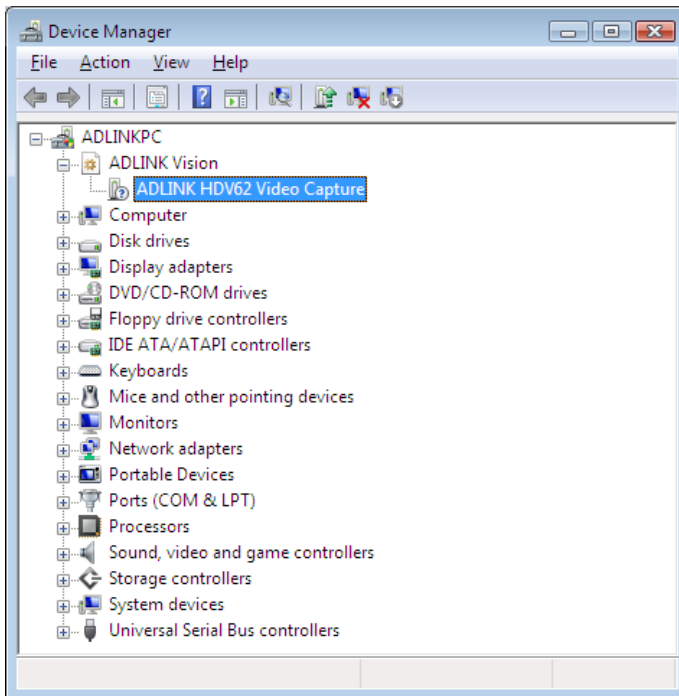 Device Manager
File Action View Help
ADLINKPC
ADLINK Vision
ADLINK HDV62 Video Capture
Computer
Disk drives
Display adapters
DVD/CD-ROM drives
Floppy drive controllers
IDE ATA/ATAPI controllers
Keyboards
Mice and other pointing devices
Monitors
Network adapters
Portable Devices
Ports (COM & LPT)
Processors
Sound, video and game controllers
Storage controllers
System devices
Universal Serial Bus controllers